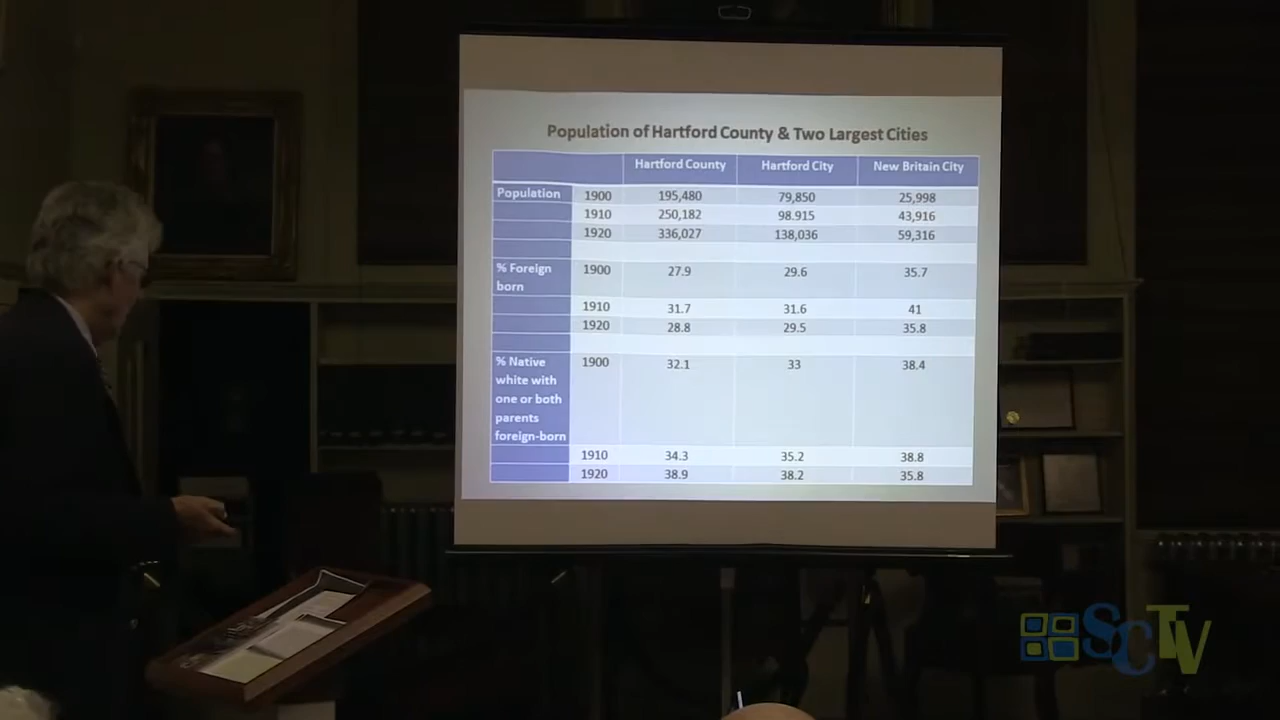 Population of Hartford County & Two Largest Cities
Hartford County Hartford City New Britain City
Population 1900 195,480 79,850 25,998
1910 250,182 98.915 43,916
1920 336,027 138,036 59,316
% Foreign born 1900 27.9 29.6 35.7
1910 31.7 31.6 41
1920 28.8 29.5 35.8
% Native white with one or both parents foreign-born 1900 32.1 33 38.4
1910 34.3 35.2 38.8
1920 38.9 38.2 35.8
SCTV